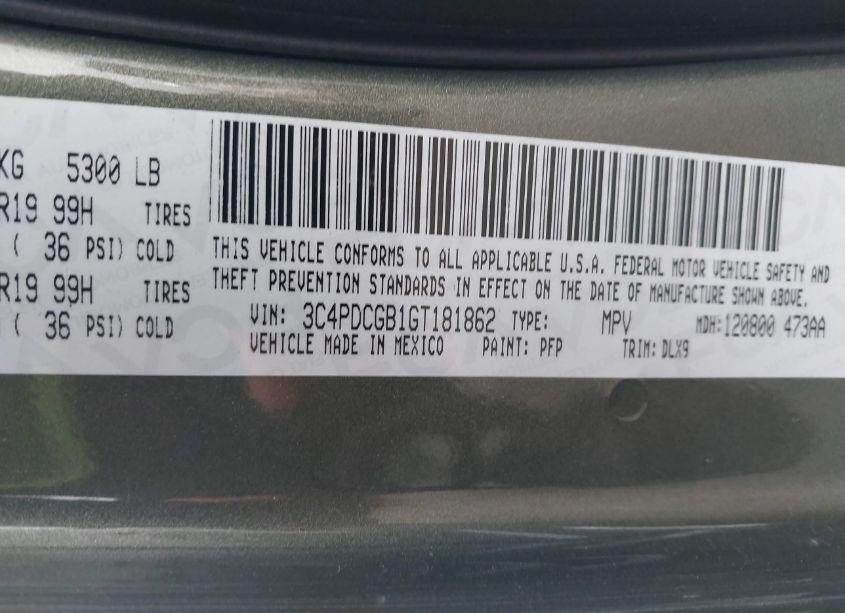 KG 5300 LB
R19 99H TIRES
( 36 PSI) COLD
R19 99H TIRES
( 36 PSI) COLD
THIS VEHICLE CONFORMS TO ALL APPLICABLE U.S.A. FEDERAL MOTOR VEHICLE SAFETY AND
THEFT PREVENTION STANDARDS IN EFFECT ON THE DATE OF MANUFACTURE SHOWN ABOVE.
VIN: 3C4PDCGB1GT181862 TYPE: MPV MDH:120800 473AA
VEHICLE MADE IN MEXICO PAINT: PFP TRIM: DLX9